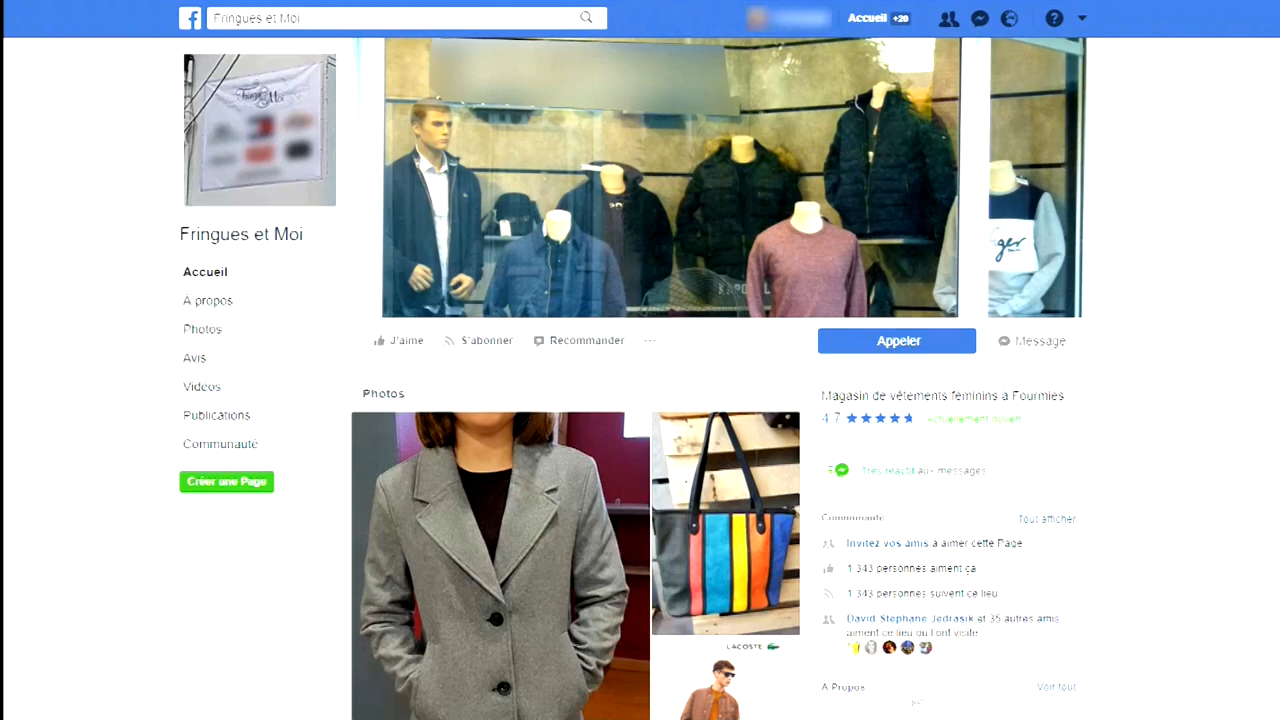 Fringues et Moi
Accueil +20
Fringues et Moi
Accueil
À propos
Photos
Avis
Vidéos
Publications
Communauté
Créer une Page
J'aime
S'abonner
Recommander
...
Appeler
Message
Photos
Magasin de vêtements féminins à Fourmies
4,7
Très réactif aux messages
Communauté
Tout afficher
Invitez vos amis à aimer cette Page
1 343 personnes aiment ça
1 343 personnes suivent ce lieu
David Stephane Jedrasik et 35 autres amis
aiment ce lieu ou l'ont visité
LACOSTE
À Propos
Voir tout